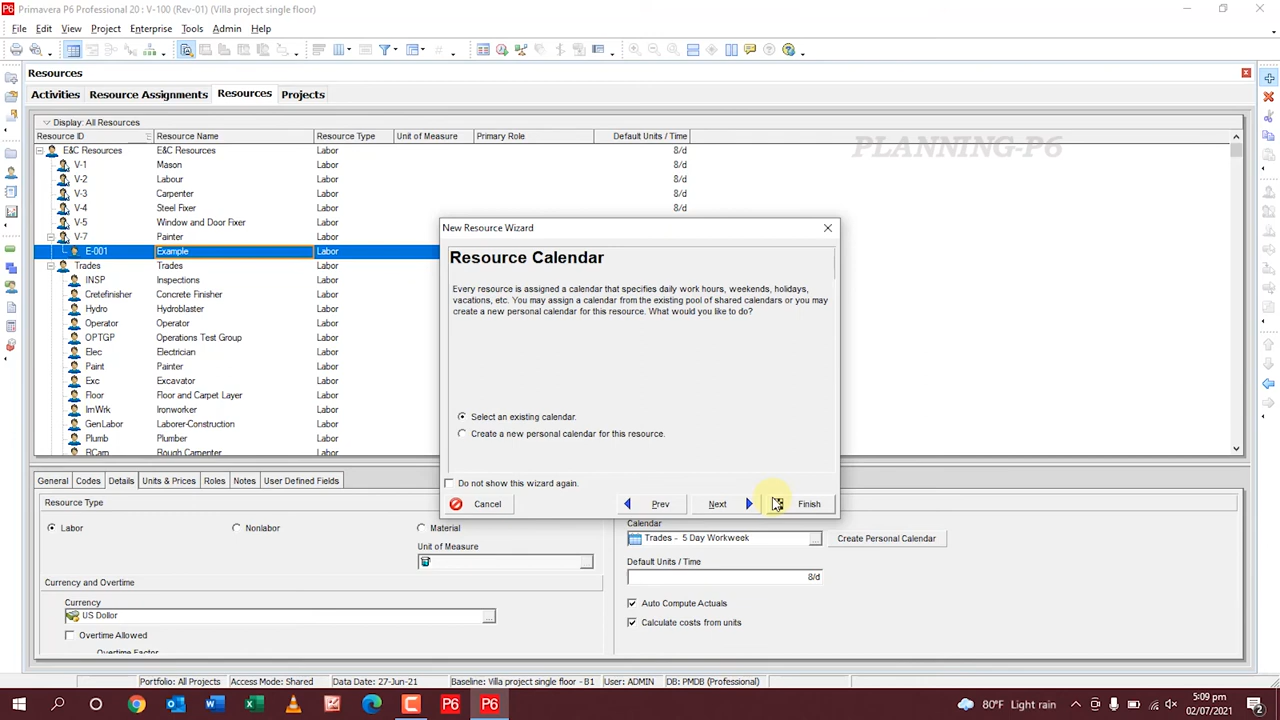 P6 Primavera P6 Professional 20 : V-100 (Rev-01) (Villa project single floor)
File Edit View Project Enterprise Tools Admin Help
Resources
Activities Resource Assignments Resources Projects
Display: All Resources
Resource ID Resource Name Resource Type Unit of Measure Primary Role Default Units / Time
PLANNING-P6
E&C Resources E&C Resources Labor 8/d
V-1 Mason Labor 8/d
V-2 Labour Labor 8/d
V-3 Carpenter Labor 8/d
V-4 Steel Fixer Labor 8/d
V-5 Window and Door Fixer Labor
V-7 Painter Labor
E-001 Example Labor
Trades Trades Labor
INSP Inspections Labor
Cretefinisher Concrete Finisher Labor
Hydro Hydroblaster Labor
Operator Operator Labor
OPTGP Operations Test Group Labor
Elec Electrician Labor
Paint Painter Labor
Exc Excavator Labor
Floor Floor and Carpet Layer Labor
ImWrk Ironworker Labor
GenLabor Laborer-Construction Labor
Plumb Plumber Labor
RCarp Rough Carpenter Labor
New Resource Wizard
Resource Calendar
Every resource is assigned a calendar that specifies daily work hours, weekends, holidays,
vacations, etc. You may assign a calendar from the existing pool of shared calendars or you may
create a new personal calendar for this resource. What would you like to do?
Select an existing calendar.
Create a new personal calendar for this resource.
Do not show this wizard again.
Cancel Prev Next Finish
General Codes Details Units & Prices Roles Notes User Defined Fields
Resource Type
Labor Nonlabor Material
Unit of Measure
Currency and Overtime
Currency
US Dollor
Overtime Allowed
Overtime Factor
Calendar
Trades - 5 Day Workweek Create Personal Calendar
Default Units / Time
8/d
Auto Compute Actuals
Calculate costs from units
Portfolio: All Projects Access Mode: Shared Data Date: 27-Jun-21 Baseline: Villa project single floor - B1 User: ADMIN DB: PMDB (Professional)
P6 P6 80°F Light rain 5:09 pm
02/07/2021
2